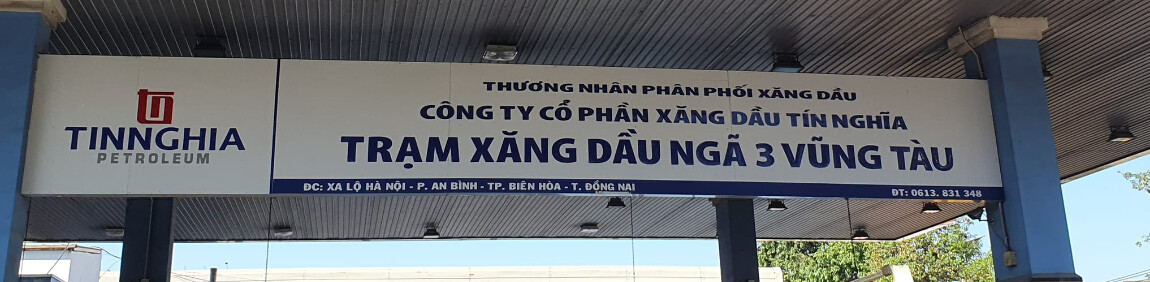 TINNGHIA
PETROLEUM
THƯƠNG NHÂN PHÂN PHỐI XĂNG DẦU
CÔNG TY CỔ PHẦN XĂNG DẦU TÍN NGHĨA
TRẠM XĂNG DẦU NGÃ 3 VŨNG TÀU
ĐC: XA LỘ HÀ NỘI - P. AN BÌNH - TP. BIÊN HÒA - T. ĐỒNG NAI
ĐT: 0613. 831 348